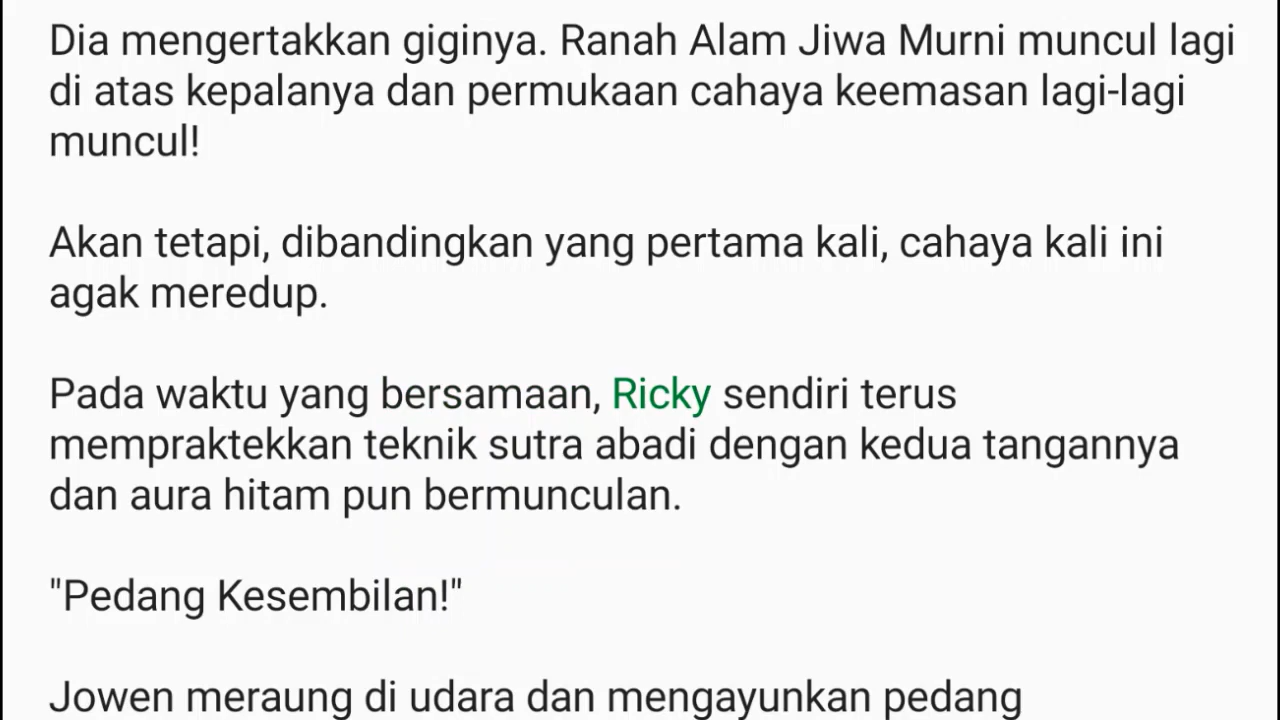 Dia mengertakkan giginya. Ranah Alam Jiwa Murni muncul lagi
di atas kepalanya dan permukaan cahaya keemasan lagi-lagi
muncul!
Akan tetapi, dibandingkan yang pertama kali, cahaya kali ini
agak meredup.
Pada waktu yang bersamaan, Ricky sendiri terus
mempraktekkan teknik sutra abadi dengan kedua tangannya
dan aura hitam pun bermunculan.
"Pedang Kesembilan!"
Jowen meraung di udara dan mengayunkan pedang